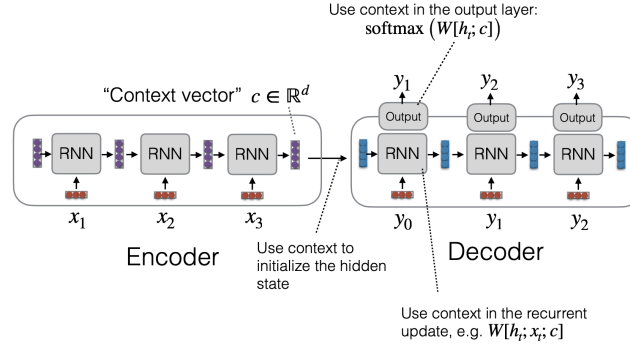 Use context in the output layer:
softmax (W[hₜ; c])
"Context vector" c ∈ ℝᵈ
y₁ y₂ y₃
Output Output Output
RNN RNN RNN RNN RNN RNN
x₁ x₂ x₃ y₀ y₁ y₂
Encoder
Use context to
initialize the hidden
state
Decoder
Use context in the recurrent
update, e.g. W[hₜ; xₜ; c]